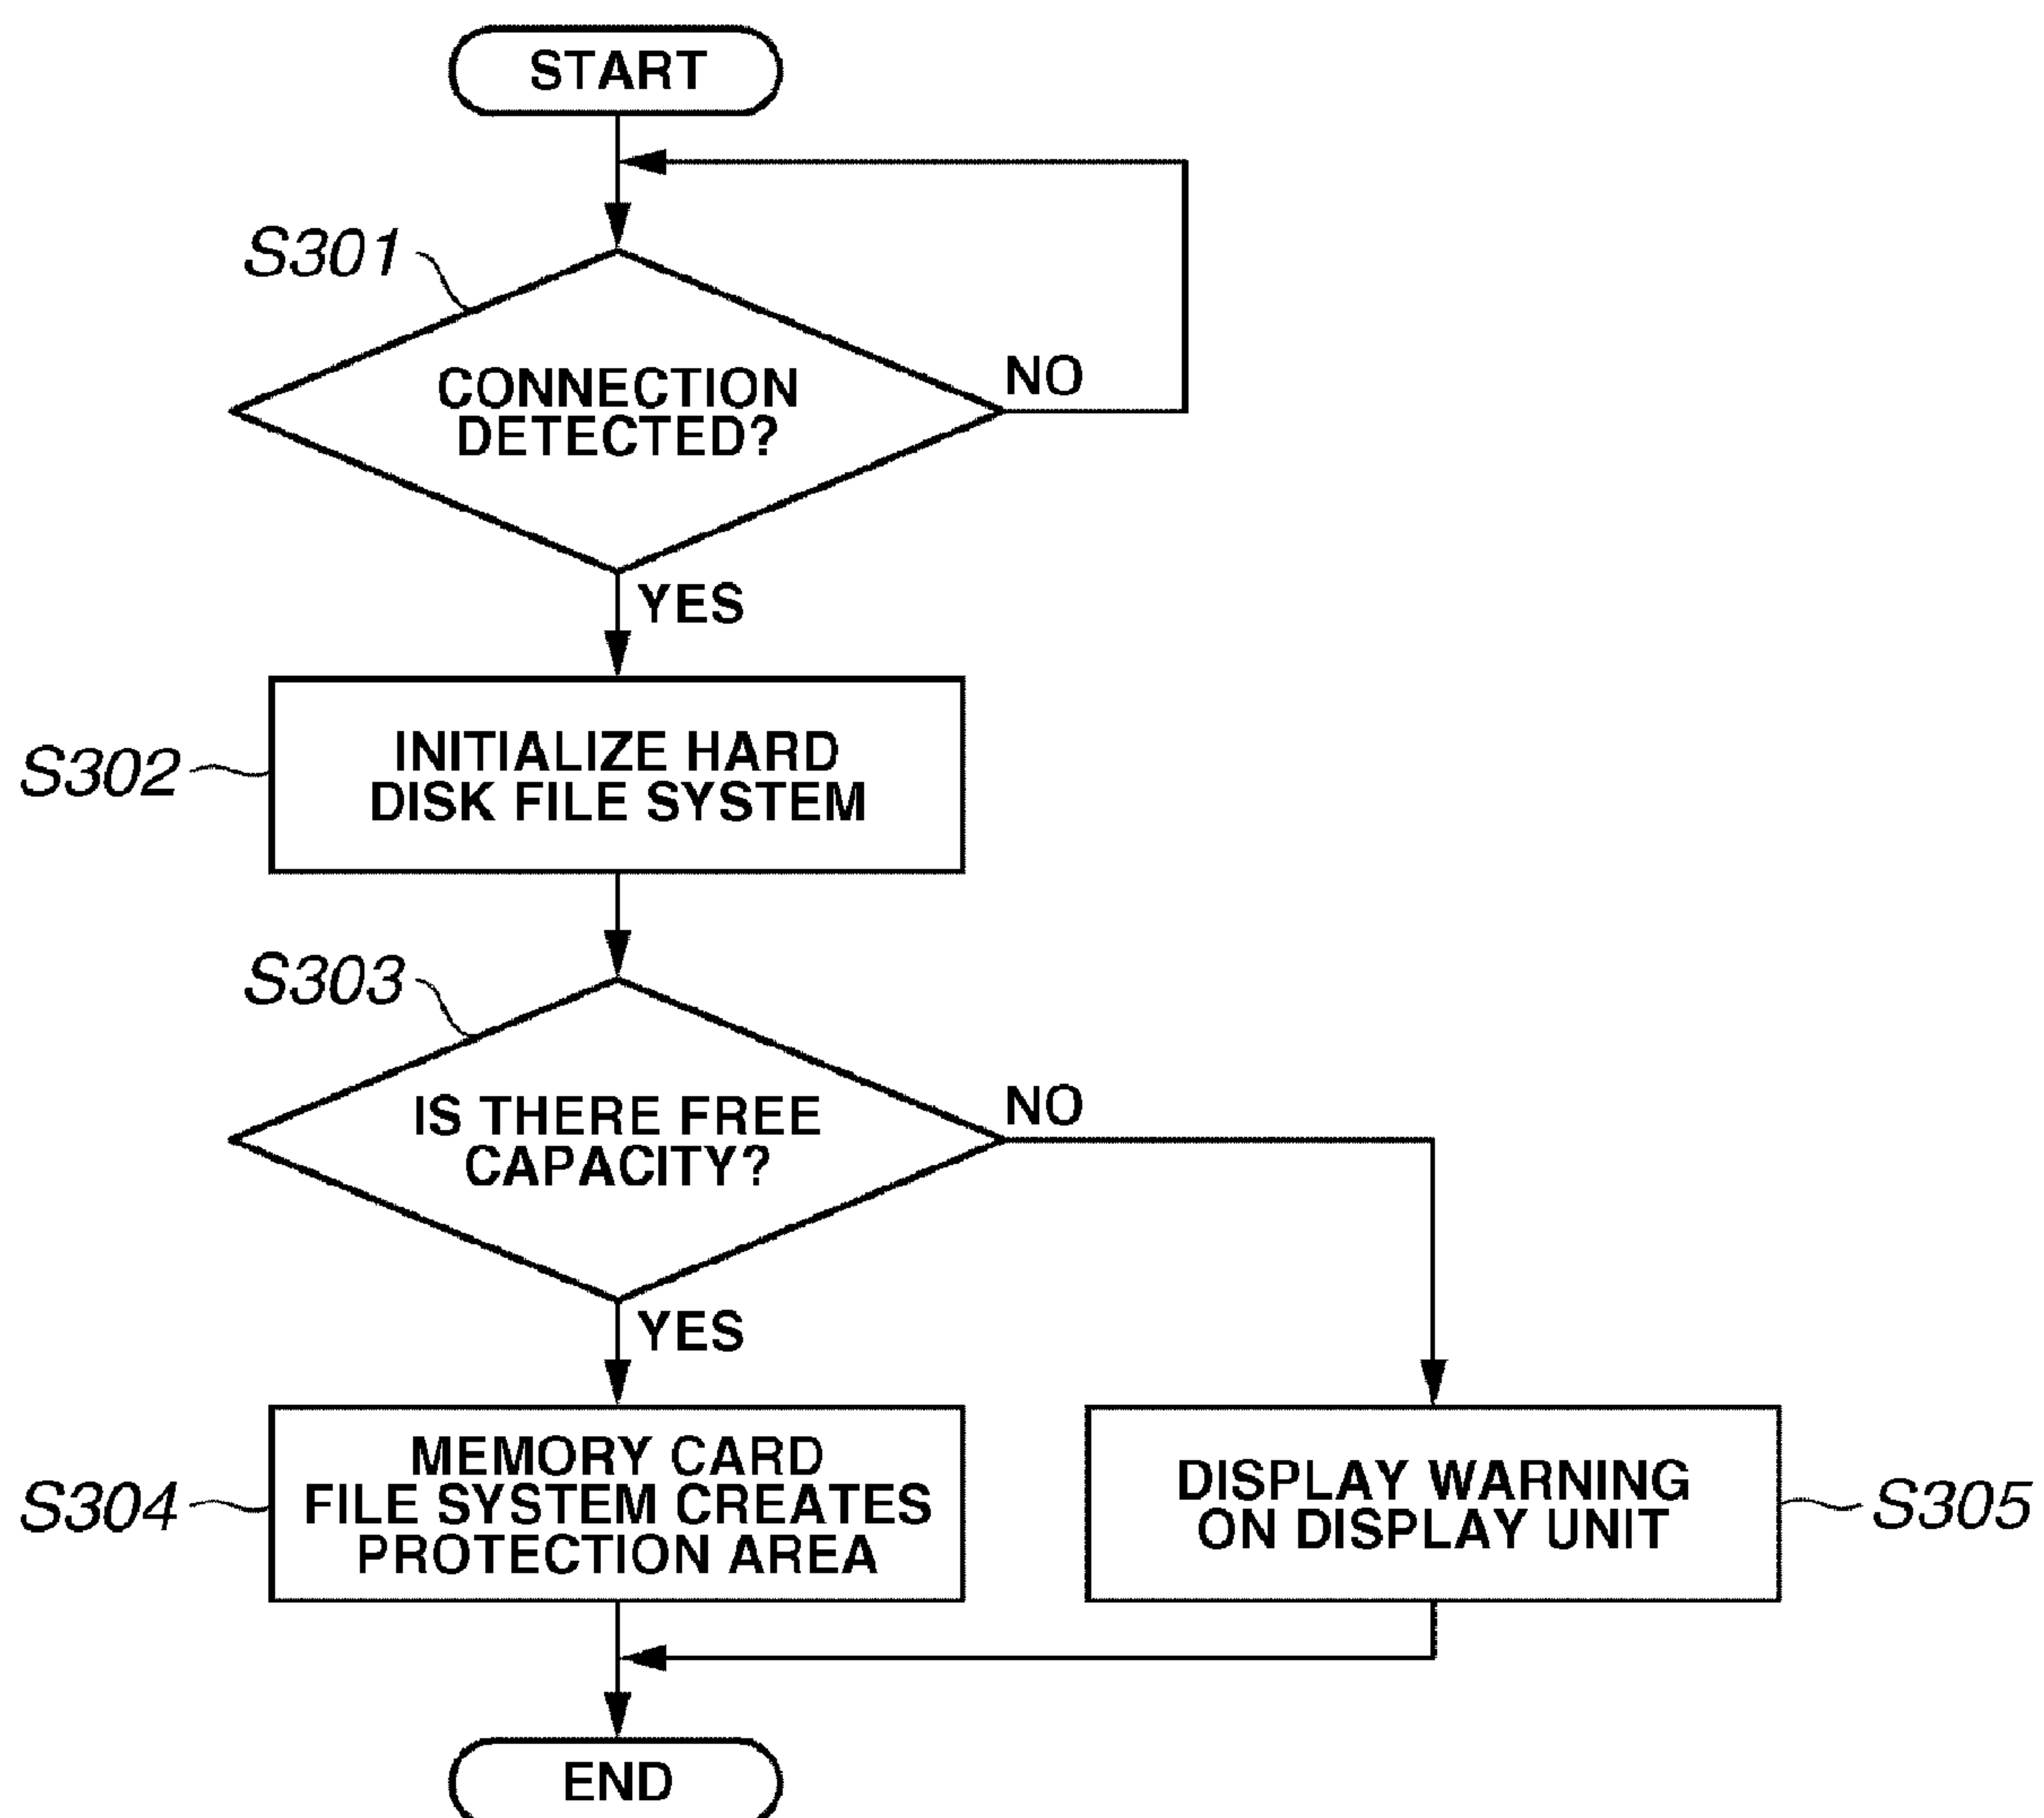 START
S301
CONNECTION
DETECTED?
NO
YES
S302
INITIALIZE HARD
DISK FILE SYSTEM
S303
IS THERE FREE
CAPACITY?
NO
YES
S304
MEMORY CARD
FILE SYSTEM CREATES
PROTECTION AREA
DISPLAY WARNING
ON DISPLAY UNIT
S305
END